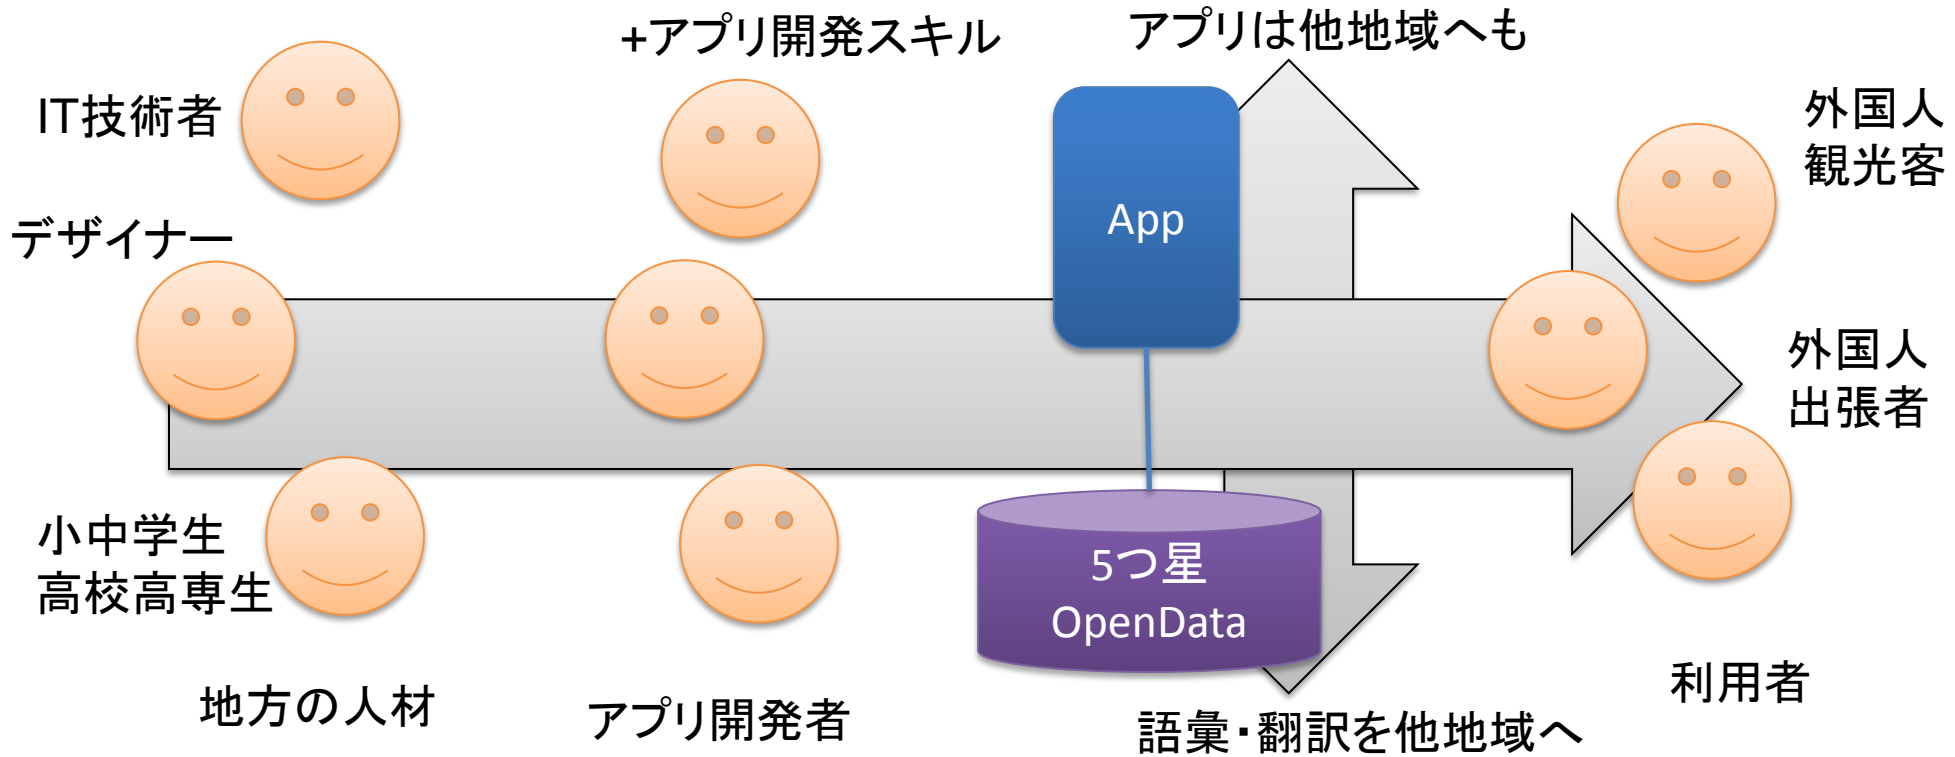 +アプリ開発スキル
アプリは他地域へも
IT技術者
外国人
観光客
App
デザイナー
外国人
出張者
小中学生
高校高専生
5つ星
OpenData
地方の人材
アプリ開発者
利用者
語彙・翻訳を他地域へ